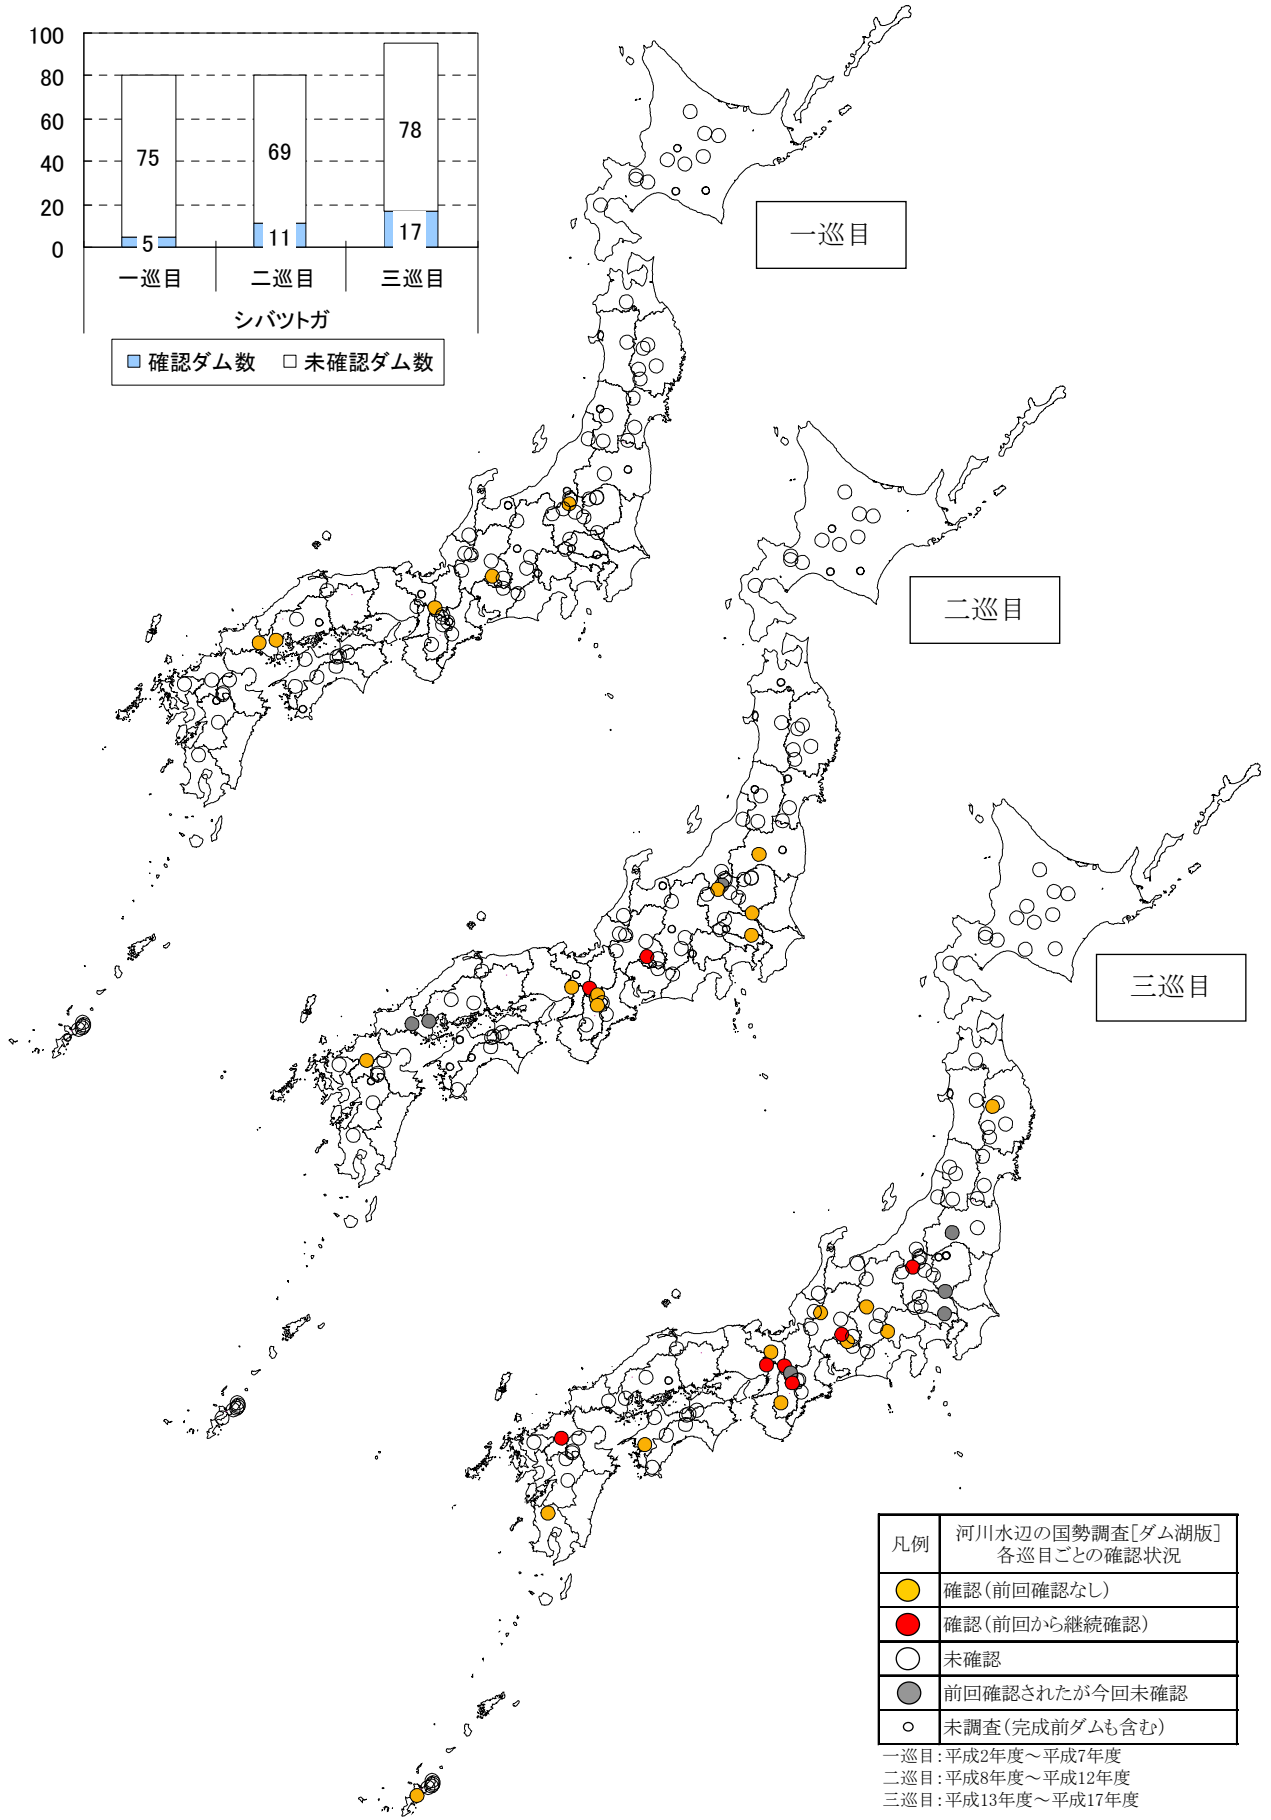 100
80
60
40
20
0
75
69
78
5
11
17
一巡目
二巡目
三巡目
シバツトガ
確認ダム数
未確認ダム数
一巡目
二巡目
三巡目
凡例
河川水辺の国勢調査[ダム湖版]
各巡目ごとの確認状況
確認(前回確認なし)
確認(前回から継続確認)
未確認
前回確認されたが今回未確認
未調査(完成前ダムも含む)
一巡目:平成2年度~平成7年度
二巡目:平成8年度~平成12年度
三巡目:平成13年度~平成17年度